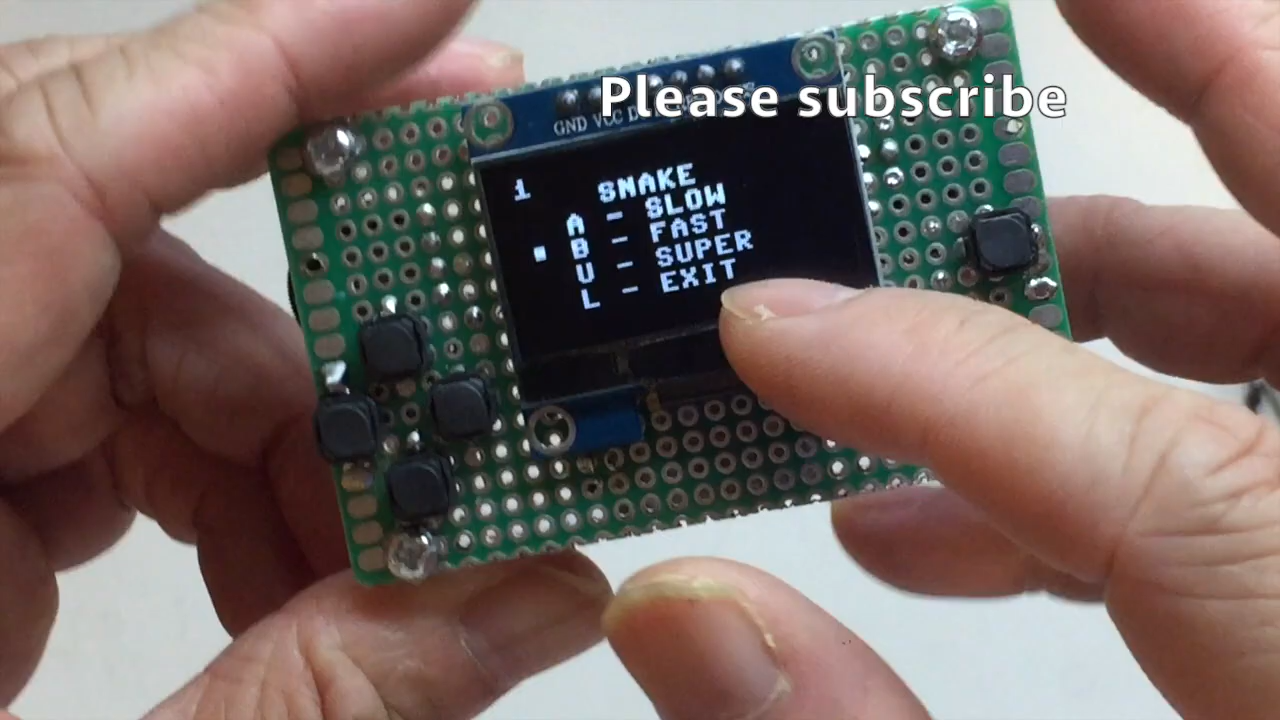 Please subscribe
GND VCC
1 SNAKE
A - SLOW
B - FAST
U - SUPER
L - EXIT